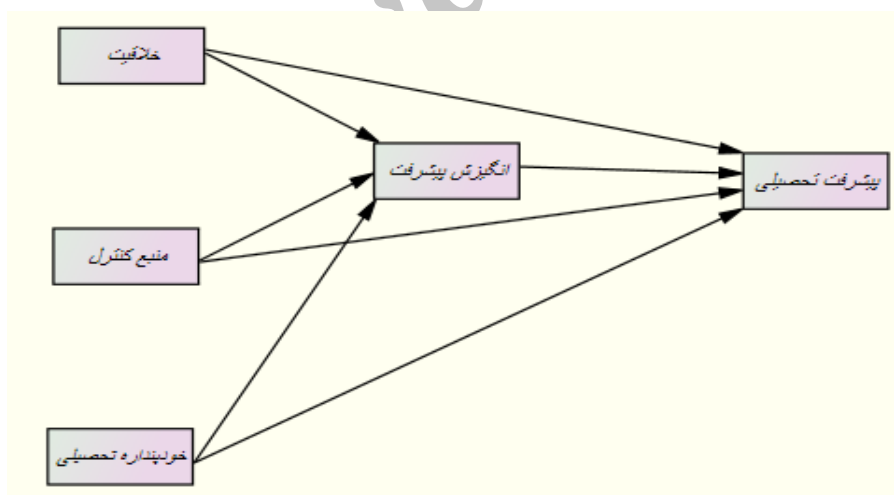 خلاقیت
انگیزش پیشرفت
پیشرفت تحصیلی
منبع کنترل
خودپنداره تحصیلی